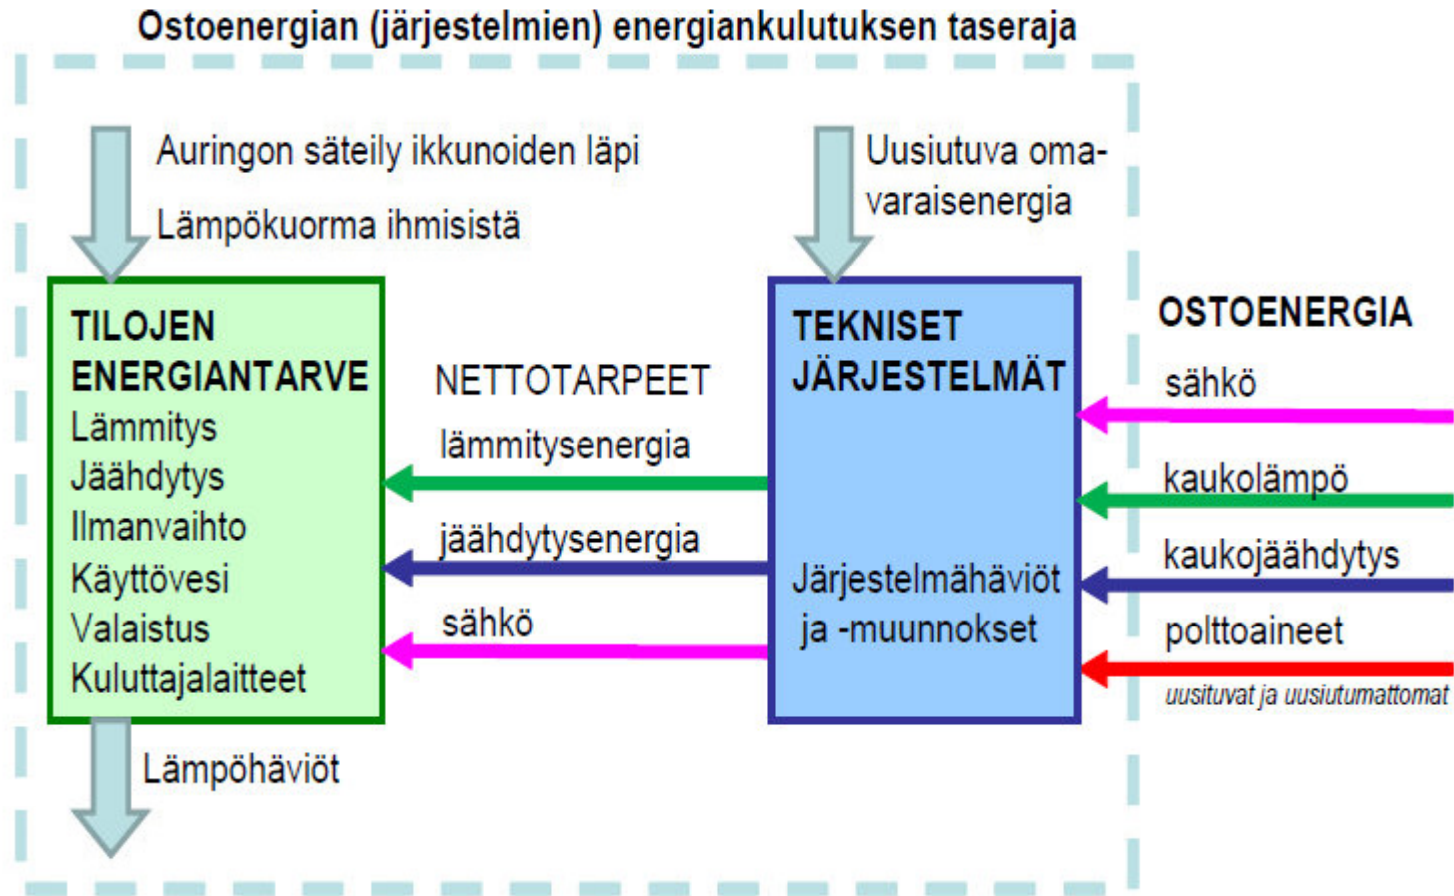 Ostoenergian (järjestelmien) energiankulutuksen taseraja
Auringon säteily ikkunoiden läpi
Lämpökuorma ihmisistä
Uusiutuva oma-
varaisenergia
TILOJEN
ENERGIANTARVE
Lämmitys
Jäähdytys
Ilmanvaihto
Käyttövesi
Valaistus
Kuluttajalaitteet
NETTOTARPEET
lämmitysenergia
jäähdytysenergia
sähkö
TEKNISET
JÄRJESTELMÄT
Järjestelmähäviöt
ja -muunnokset
OSTOENERGIA
sähkö
kaukolämpö
kaukojäähdytys
polttoaineet
uusituvat ja uusiutumattomat
Lämpöhäviöt